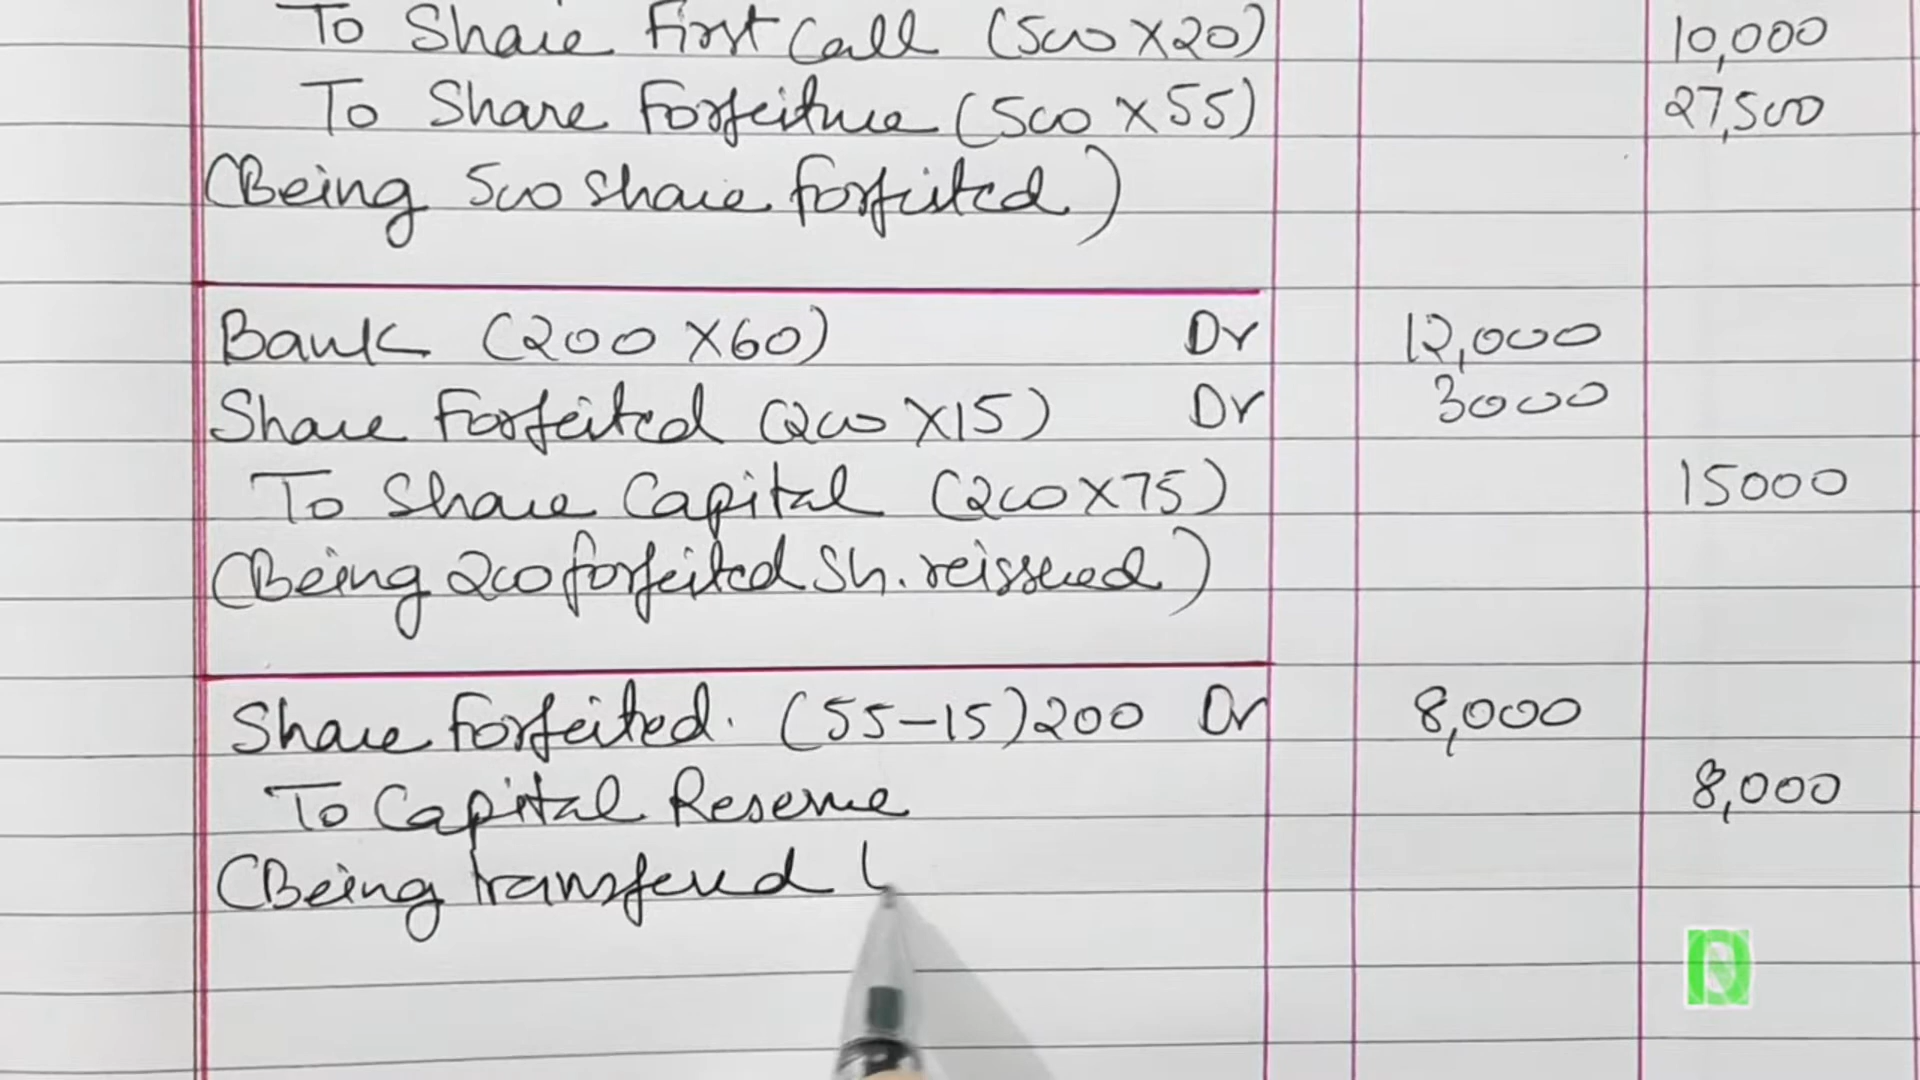 To Share First Call (500 X 20) 10,000
To Share Forfeiture (500 X 55) 27,500
(Being 500 share forfeited)
Bank (200 X 60) Dr 12,000
Share Forfeited (200 X 15) Dr 3000
To Share Capital (200 X 75) 15000
(Being 200 forfeited Sh. reissued)
Share Forfeited. (55-15)200 Dr 8,000
To Capital Reserve 8,000
(Being transfered